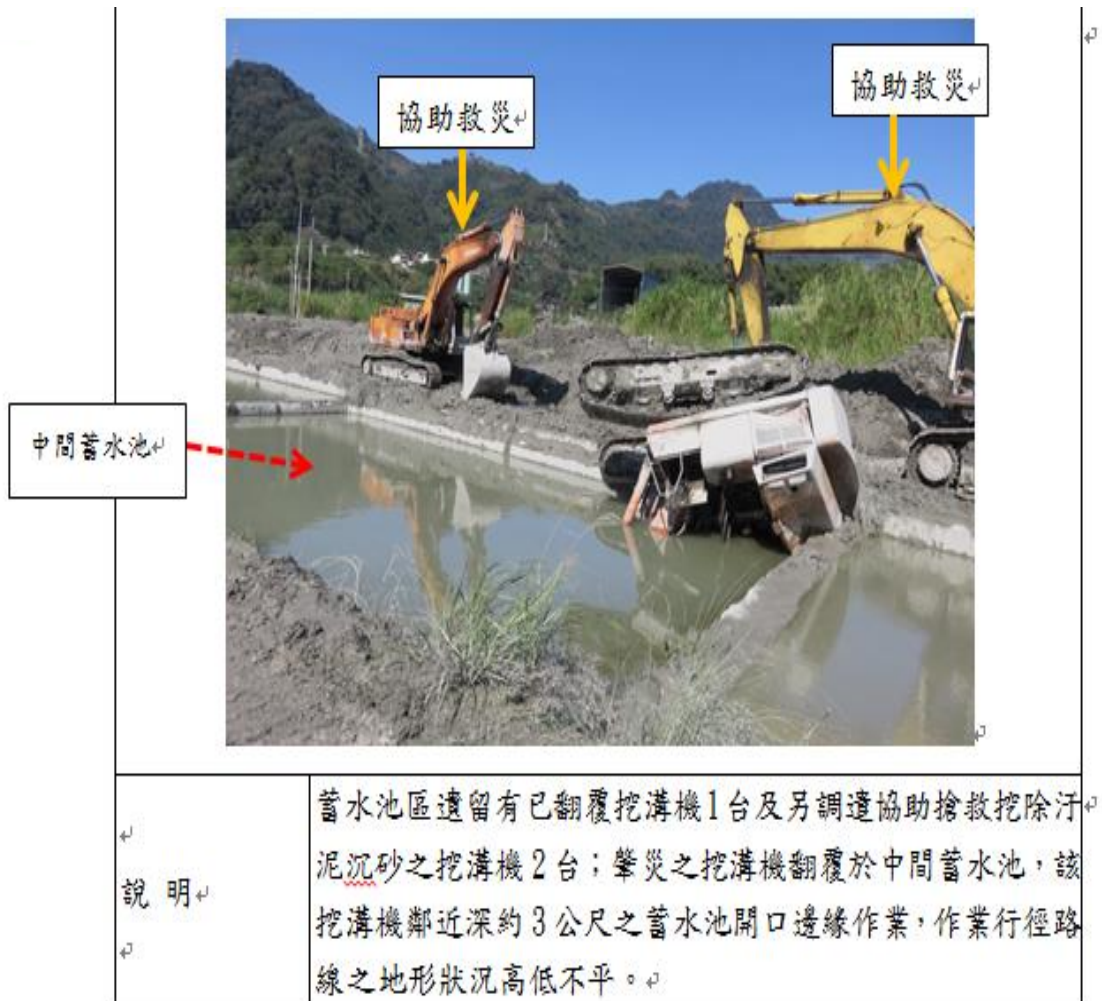 協助救災
協助救災
中間蓄水池
說 明
蓄水池區遺留有已翻覆挖溝機1台及另調遣協助搶救挖除汙
泥沉砂之挖溝機2台；肇災之挖溝機翻覆於中間蓄水池，該
挖溝機鄰近深約3公尺之蓄水池開口邊緣作業，作業行徑路
線之地形狀況高低不平。